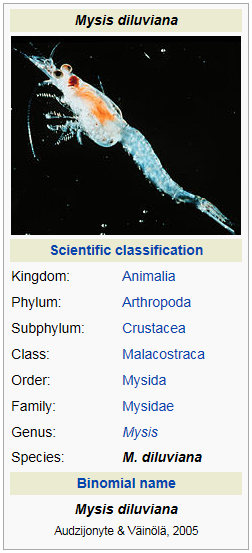 Mysis diluviana
Scientific classification
Kingdom: Animalia
Phylum: Arthropoda
Subphylum: Crustacea
Class: Malacostraca
Order: Mysida
Family: Mysidae
Genus: Mysis
Species: M. diluviana
Binomial name
Mysis diluviana
Audzijonyte & Väinölä, 2005